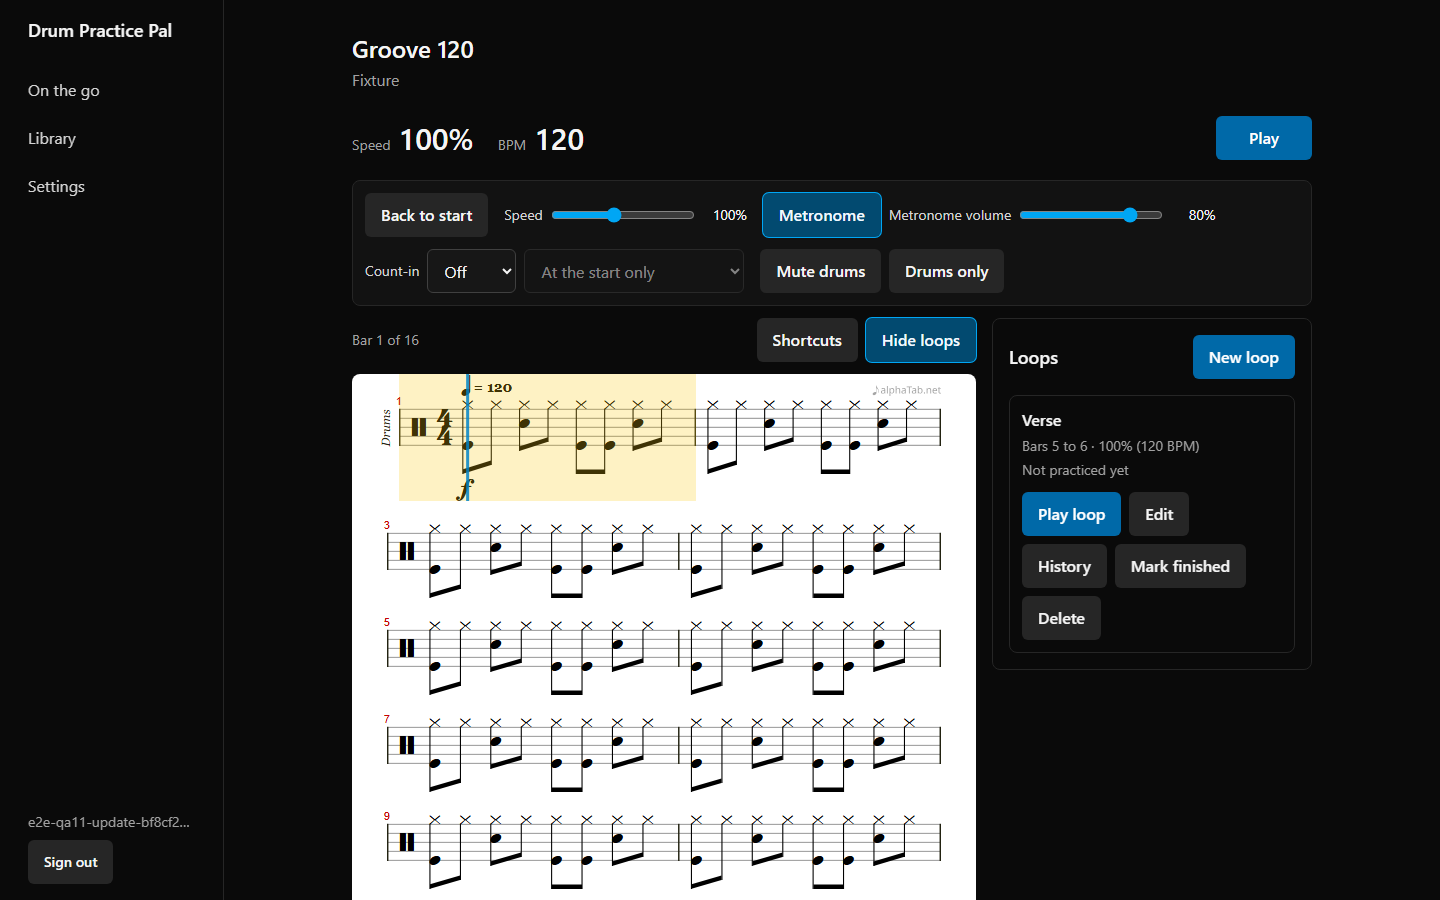 Drum Practice Pal
On the go
Library
Settings
e2e-qa11-update-bf8cf2...
Sign out
Groove 120
Fixture
Speed 100% BPM 120
Play
Back to start Speed 100% Metronome Metronome volume 80%
Count-in Off At the start only Mute drums Drums only
Bar 1 of 16 Shortcuts Hide loops
= 120
alphaTab.net
1
Drums
4
4
f
3
5
7
9
Loops New loop
Verse
Bars 5 to 6 · 100% (120 BPM)
Not practiced yet
Play loop Edit
History Mark finished
Delete